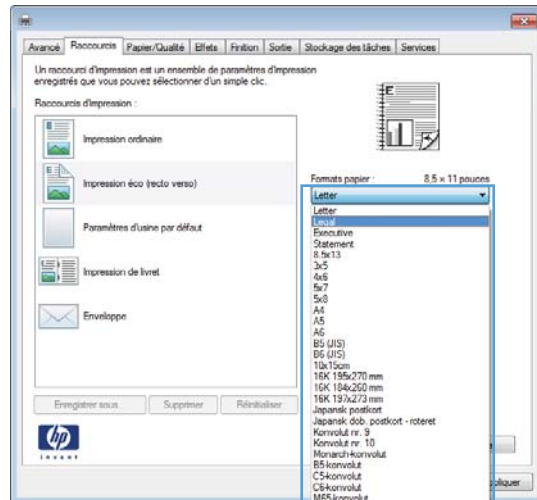 Avancé Raccourcis Papier/Qualité Effets Finition Sortie Stockage des tâches Services
Un raccourci d'impression est un ensemble de paramètres d'impression
enregistrés que vous pouvez sélectionner d'un simple clic.
Raccourcis d'impression :
Impression ordinaire
Impression éco (recto verso)
Paramètres d'usine par défaut
Impression de livret
Enveloppe
Enregistrer sous... Supprimer Réinitialiser
hp
invent
E
Formats papier : 8,5 × 11 pouces
Letter
Letter
Legal
Executive
Statement
8.5x13
3x5
4x6
5x7
5x8
A4
A5
A6
B5 (JIS)
B6 (JIS)
10x15cm
16K 195x270 mm
16K 184x260 mm
16K 197x273 mm
Japansk postkort
Japansk dob. postkort - roteret
Konvolut nr. 9
Konvolut nr. 10
Monarch-konvolut
B5-konvolut
C5-konvolut
C6-konvolut
M65-konvolut
pliquer